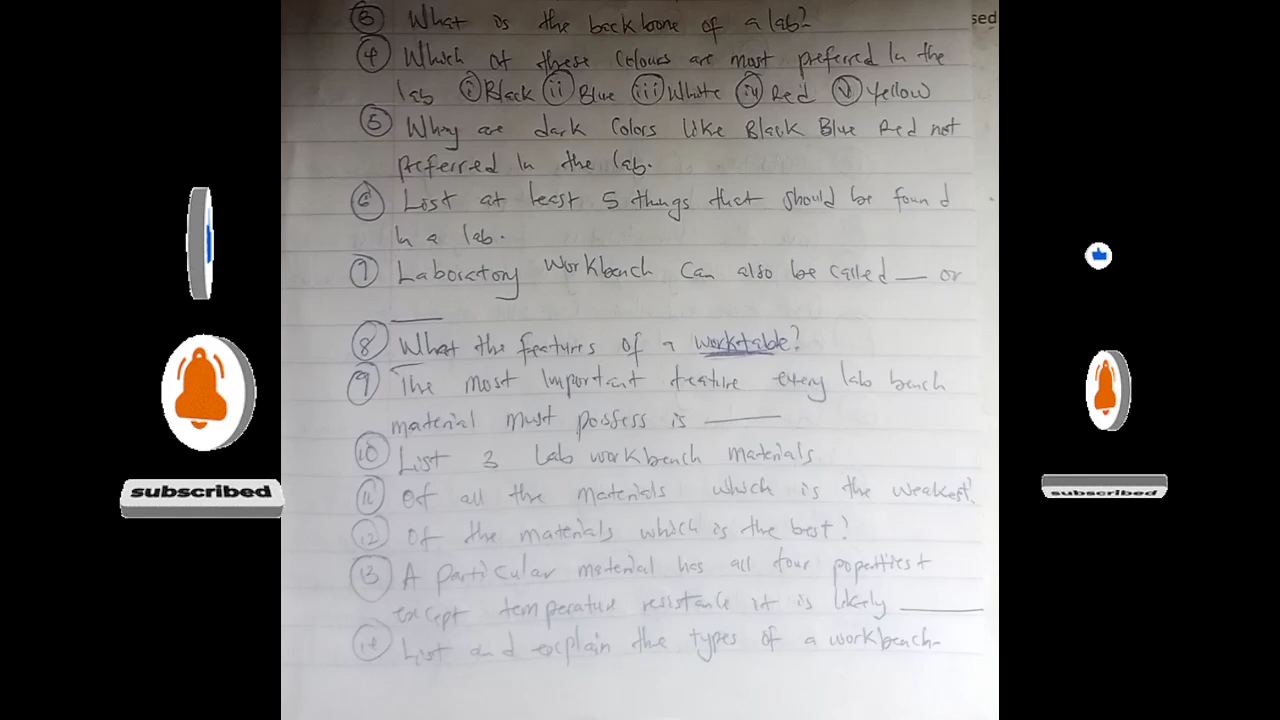 sed
③ What is the backbone of a lab?
④ Which of these Colours are most preferred in the
lab ⓘ Black ⓘⓘ Blue ⓘⓘⓘ White ⓘⓥ Red ⓥ Yellow
⑤ Why are dark Colors like Black Blue Red not
preferred in the lab.
⑥ List at least 5 things that should be found
in a lab.
⑦ Laboratory Workbench Can also be called __ or
__
⑧ What the features of a worktable?
⑨ The most important feature every lab bench
material must possess is ____
⑩ List 3 Lab workbench materials.
⑪ Of all the materials which is the weakest?
⑫ Of the materials which is the best?
⑬ A particular material has all four popertiest
except temperature resistance it is likely ____
⑭ List and explain the types of a workbench-
subscribed
subscribed